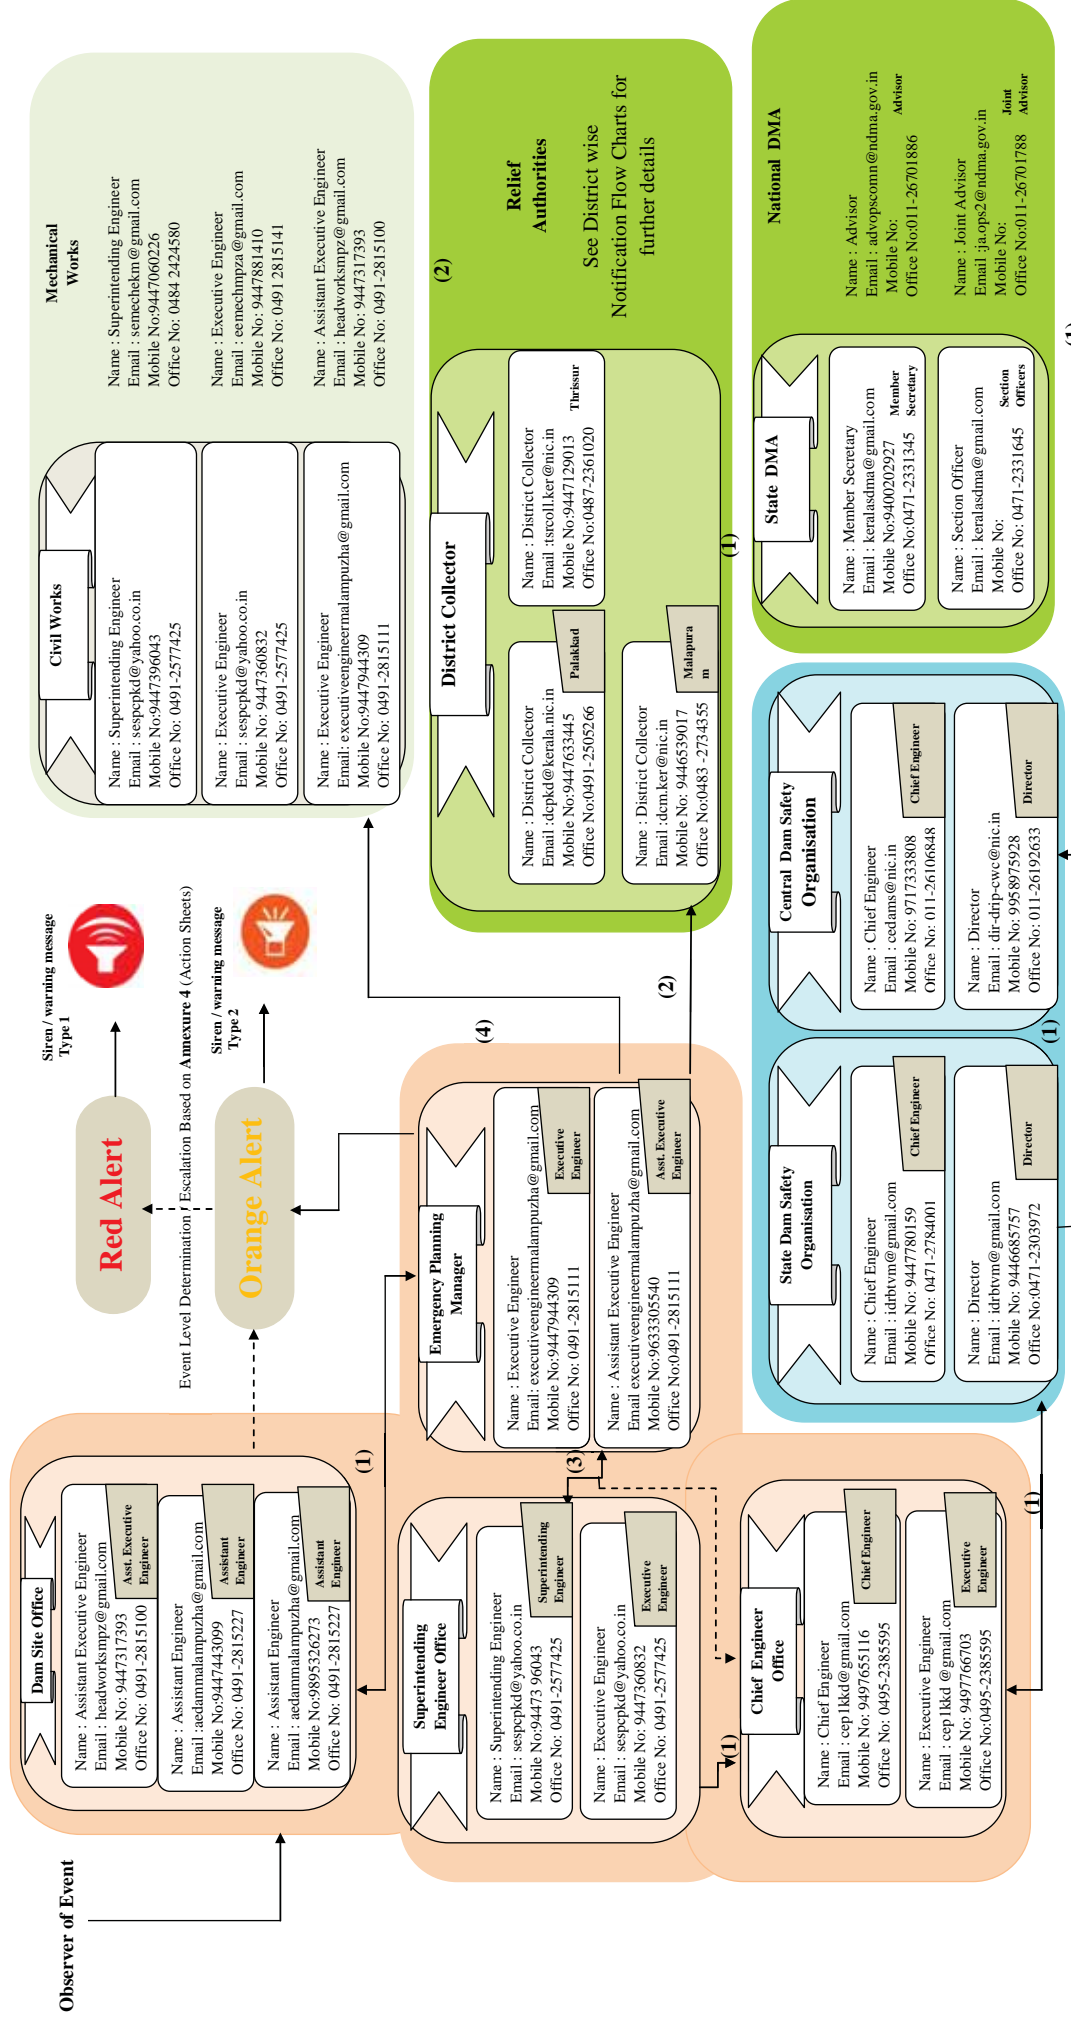 Observer of Event
Dam Site Office
Name : Assistant Executive Engineer
Email : headworksmpz@gmail.com
Mobile No: 9447317393
Office No: 0491-2815100
Asst. Executive
Engineer
Name : Assistant Engineer
Email :aedammalampuzha@gmail.com
Mobile No:9447443099
Office No: 0491-2815227
Assistant
Engineer
Name : Assistant Engineer
Email : aedammalampuzha@gmail.com
Mobile No:9895326273
Office No: 0491-2815227
Assistant
Engineer
(1)
Red Alert
Siren / warning message
Type 1
Event Level Determination / Escalation Based on Annexure 4 (Action Sheets)
Orange Alert
Siren / warning message
Type 2
Civil Works
Name : Superintending Engineer
Email : sespcpkd@yahoo.co.in
Mobile No:9447396043
Office No: 0491-2577425
Name : Executive Engineer
Email : sespcpkd@yahoo.co.in
Mobile No: 9447360832
Office No: 0491-2577425
Name : Executive Engineer
Email: executiveengineermalampuzha@gmail.com
Mobile No:9447944309
Office No: 0491-2815111
Mechanical
Works
Name : Superintending Engineer
Email : semechekm@gmail.com
Mobile No:9447060226
Office No: 0484 2424580
Name : Executive Engineer
Email : eemechmpza@gmail.com
Mobile No: 9447881410
Office No: 0491 2815141
Name : Assistant Executive Engineer
Email : headworksmpz@gmail.com
Mobile No: 9447317393
Office No: 0491-2815100
Superintending
Engineer Office
Name : Superintending Engineer
Email : sespcpkd@yahoo.co.in
Mobile No:94473 96043
Office No: 0491-2577425
Superintending
Engineer
Name : Executive Engineer
Email : sespcpkd@yahoo.co.in
Mobile No: 9447360832
Office No: 0491-2577425
Executive
Engineer
(3)
(1)
Emergency Planning
Manager
Name : Executive Engineer
Email: executiveengineermalampuzha@gmail.com
Mobile No:9447944309
Office No: 0491-2815111
Executive
Engineer
Name : Assistant Executive Engineer
Email executiveengineermalampuzha@gmail.com
Mobile No:9633305540
Office No:0491-2815111
Asst. Executive
Engineer
(4)
(2)
District Collector
Name : District Collector
Email :dcpkd@kerala.nic.in
Mobile No:9447633445
Office No:0491-2505266
Palakkad
Name : District Collector
Email :tsrcoll.ker@nic.in
Mobile No:9447129013
Office No:0487-2361020
Thrissur
Name : District Collector
Email :dcm.ker@nic.in
Mobile No: 9446539017
Office No:0483 -2734355
Malapura
m
(2)
Relief
Authorities
See District wise
Notification Flow Charts for
further details
(1)
Chief Engineer
Office
Name : Chief Engineer
Email : cep1kkd@gmail.com
Mobile No: 9497655116
Office No: 0495-2385595
Chief Engineer
Name : Executive Engineer
Email : cep1kkd @gmail.com
Mobile No: 9497766703
Office No:0495-2385595
Executive
Engineer
(1)
State Dam Safety
Organisation
Name : Chief Engineer
Email : idrbtvm@gmail.com
Mobile No: 9447780159
Office No: 0471-2784001
Chief Engineer
Name : Director
Email : idrbtvm@gmail.com
Mobile No: 9446685757
Office No:0471-2303972
Director
(1)
Central Dam Safety
Organisation
Name : Chief Engineer
Email : cedams@nic.in
Mobile No: 9717333808
Office No: 011-26106848
Chief Engineer
Name : Director
Email : dir-drip-cwc@nic.in
Mobile No: 9958975928
Office No: 011-26192633
Director
State DMA
Name : Member Secretary
Email : keralasdma@gmail.com
Mobile No:9400202927
Office No:0471-2331345
Member
Secretary
Name : Section Officer
Email : keralasdma@gmail.com
Mobile No:
Office No: 0471-2331645
Section
Officers
National DMA
Name : Advisor
Email : advopscomn@ndma.gov.in
Mobile No:
Office No:011-26701886
Advisor
Name : Joint Advisor
Email :ja.ops2@ndma.gov.in
Mobile No:
Office No:011-26701788
Joint
Advisor